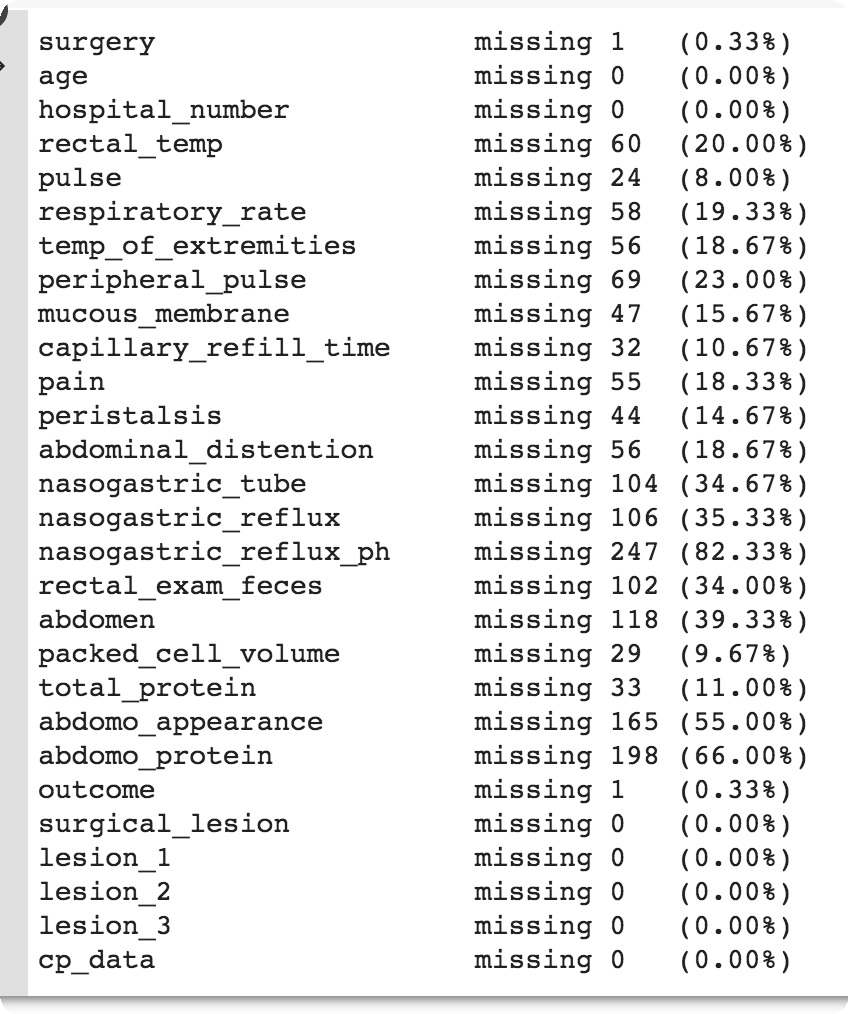 surgery missing 1 (0.33%)
age missing 0 (0.00%)
hospital_number missing 0 (0.00%)
rectal_temp missing 60 (20.00%)
pulse missing 24 (8.00%)
respiratory_rate missing 58 (19.33%)
temp_of_extremities missing 56 (18.67%)
peripheral_pulse missing 69 (23.00%)
mucous_membrane missing 47 (15.67%)
capillary_refill_time missing 32 (10.67%)
pain missing 55 (18.33%)
peristalsis missing 44 (14.67%)
abdominal_distention missing 56 (18.67%)
nasogastric_tube missing 104 (34.67%)
nasogastric_reflux missing 106 (35.33%)
nasogastric_reflux_ph missing 247 (82.33%)
rectal_exam_feces missing 102 (34.00%)
abdomen missing 118 (39.33%)
packed_cell_volume missing 29 (9.67%)
total_protein missing 33 (11.00%)
abdomo_appearance missing 165 (55.00%)
abdomo_protein missing 198 (66.00%)
outcome missing 1 (0.33%)
surgical_lesion missing 0 (0.00%)
lesion_1 missing 0 (0.00%)
lesion_2 missing 0 (0.00%)
lesion_3 missing 0 (0.00%)
cp_data missing 0 (0.00%)